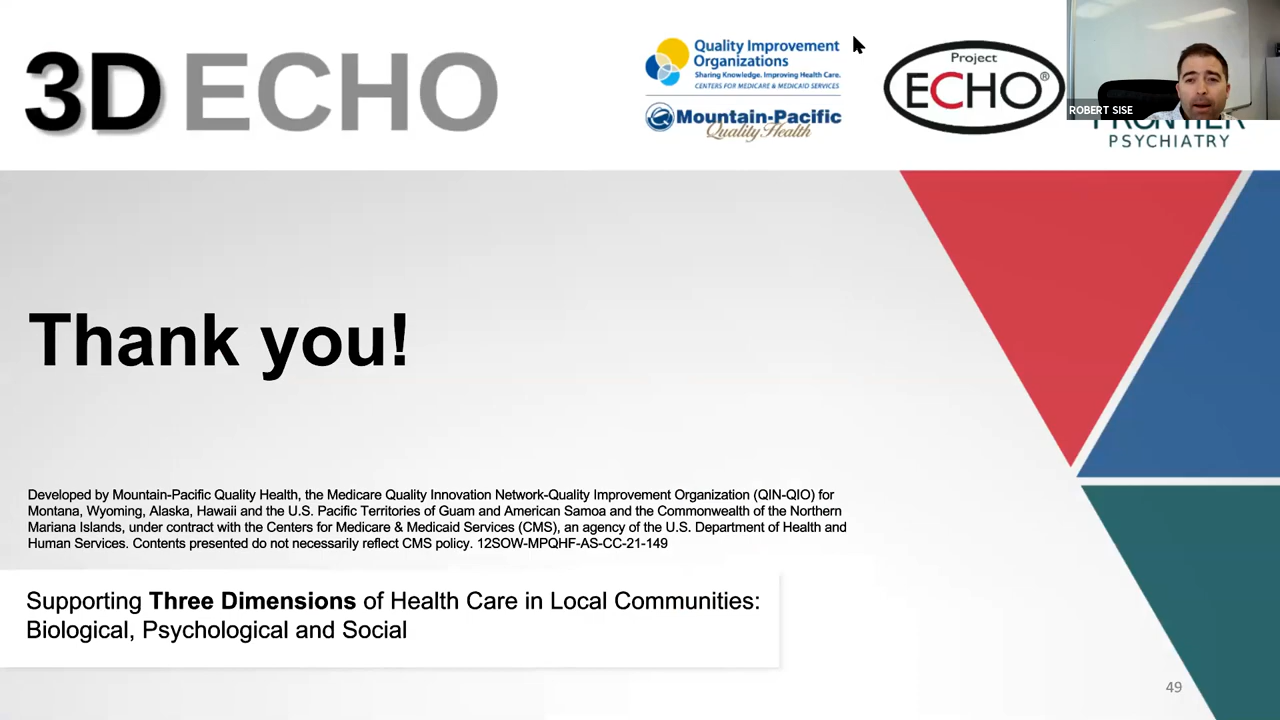 3D ECHO
Quality Improvement
Organizations
Sharing Knowledge. Improving Health Care.
CENTERS FOR MEDICARE & MEDICAID SERVICES
Mountain-Pacific
Quality Health
Project
ECHO®
ROBERT SISE
FRONTIER
PSYCHIATRY
Thank you!
Developed by Mountain-Pacific Quality Health, the Medicare Quality Innovation Network-Quality Improvement Organization (QIN-QIO) for
Montana, Wyoming, Alaska, Hawaii and the U.S. Pacific Territories of Guam and American Samoa and the Commonwealth of the Northern
Mariana Islands, under contract with the Centers for Medicare & Medicaid Services (CMS), an agency of the U.S. Department of Health and
Human Services. Contents presented do not necessarily reflect CMS policy. 12SOW-MPQHF-AS-CC-21-149
Supporting Three Dimensions of Health Care in Local Communities:
Biological, Psychological and Social
49